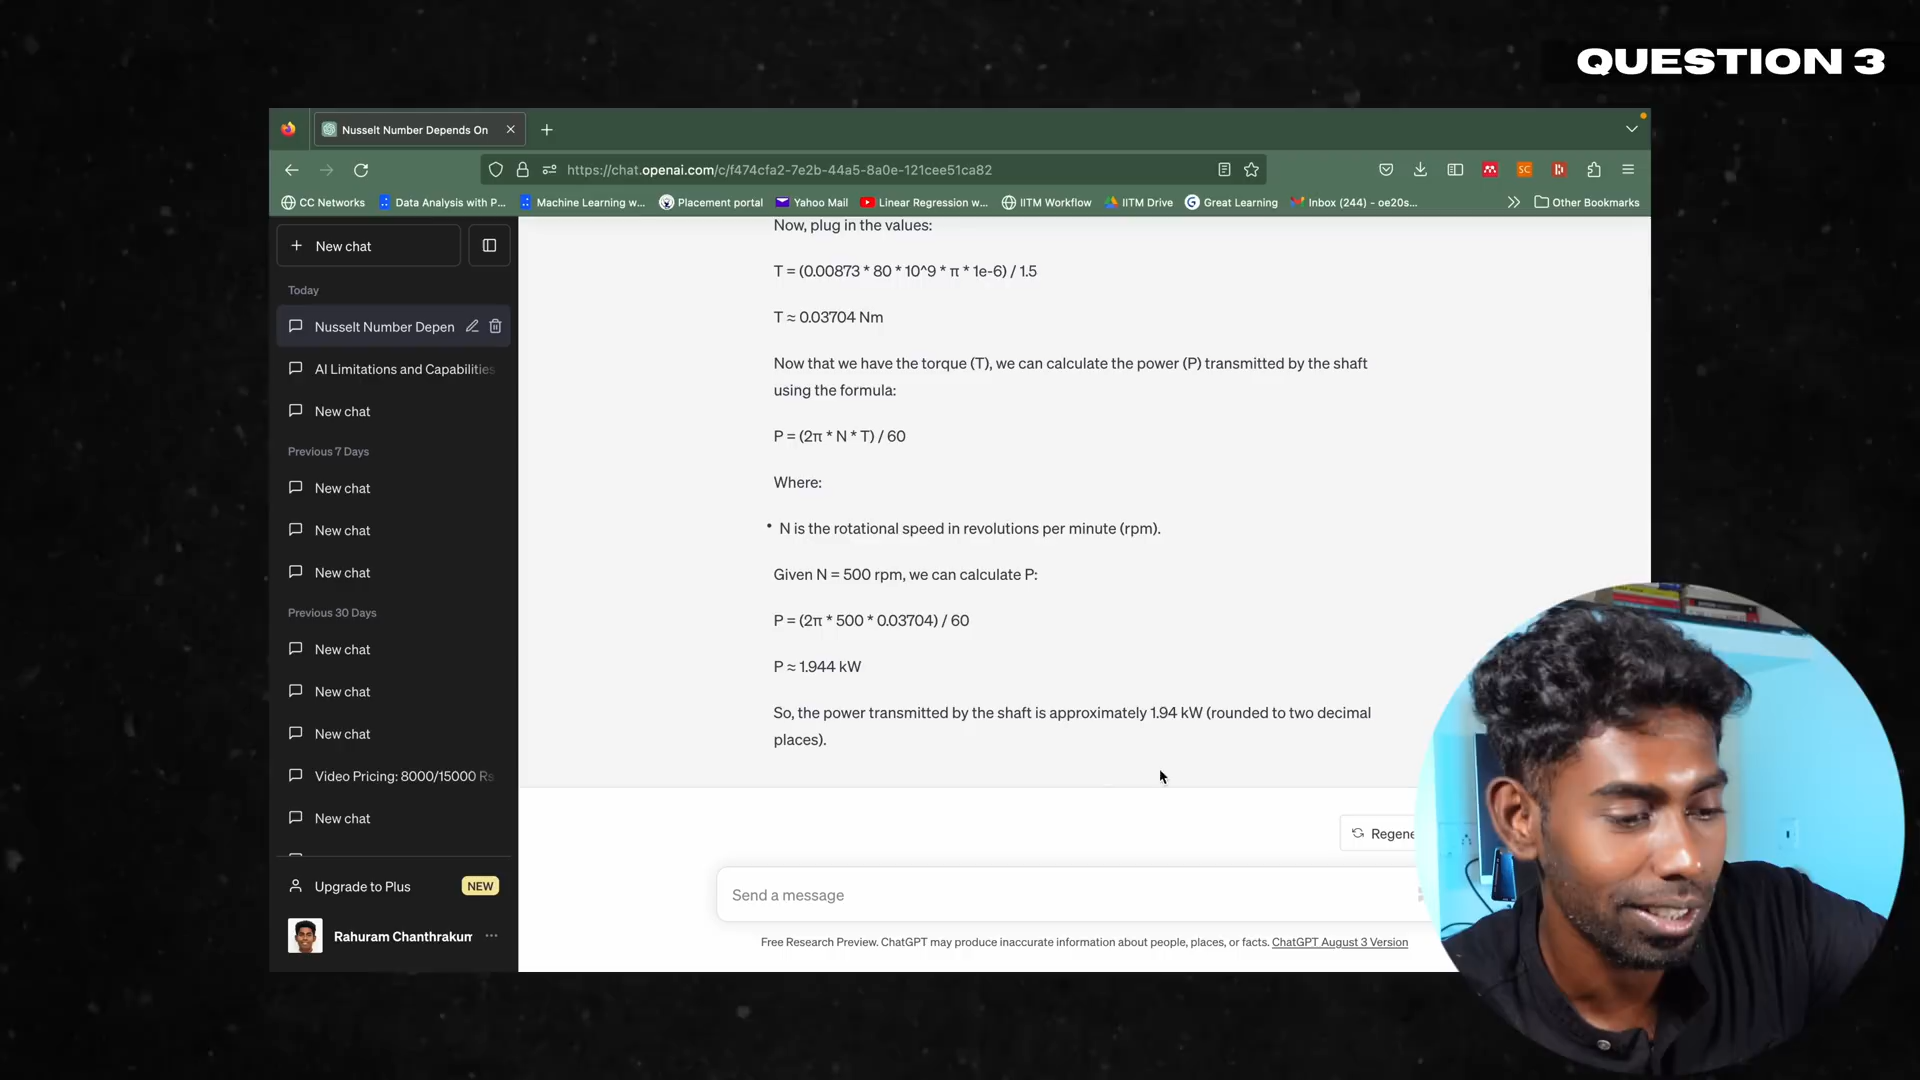 QUESTION 3
Nusselt Number Depends On
https://chat.openai.com/c/f474cfa2-7e2b-44a5-8a0e-121cee51ca82
CC Networks
Data Analysis with P...
Machine Learning w...
Placement portal
Yahoo Mail
Linear Regression w...
IITM Workflow
IITM Drive
Great Learning
Inbox (244) - oe20s...
Other Bookmarks
New chat
Today
Nusselt Number Depen
AI Limitations and Capabilities
New chat
Previous 7 Days
New chat
New chat
New chat
Previous 30 Days
New chat
New chat
New chat
Video Pricing: 8000/15000 Rs
New chat
Upgrade to Plus
NEW
Rahuram Chanthrakum
Now, plug in the values:
T = (0.00873 * 80 * 10^9 * π * 1e-6) / 1.5
T ≈ 0.03704 Nm
Now that we have the torque (T), we can calculate the power (P) transmitted by the shaft
using the formula:
P = (2π * N * T) / 60
Where:
• N is the rotational speed in revolutions per minute (rpm).
Given N = 500 rpm, we can calculate P:
P = (2π * 500 * 0.03704) / 60
P ≈ 1.944 kW
So, the power transmitted by the shaft is approximately 1.94 kW (rounded to two decimal
places).
Regene
Send a message
Free Research Preview. ChatGPT may produce inaccurate information about people, places, or facts. ChatGPT August 3 Version